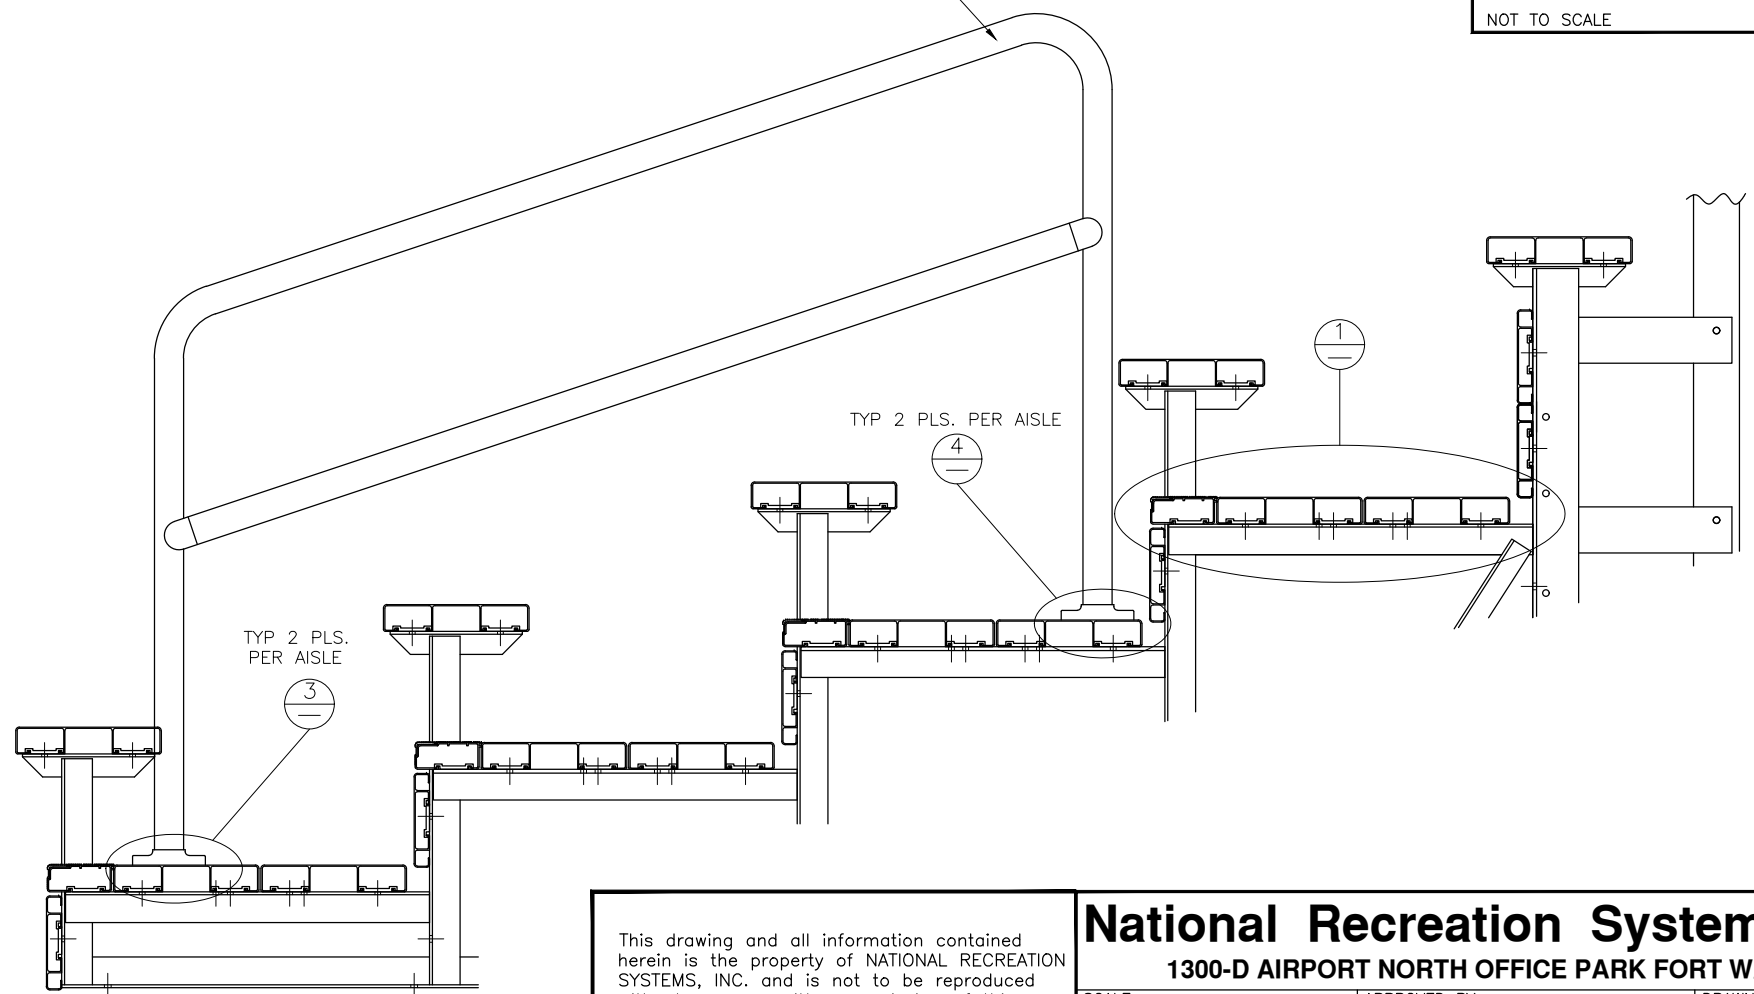 NOT TO SCALE
1
TYP 2 PLS. PER AISLE
4
TYP 2 PLS.
PER AISLE
3
This drawing and all information contained
herein is the property of NATIONAL RECREATION
SYSTEMS, INC. and is not to be reproduced
National Recreation System
1300-D AIRPORT NORTH OFFICE PARK FORT W